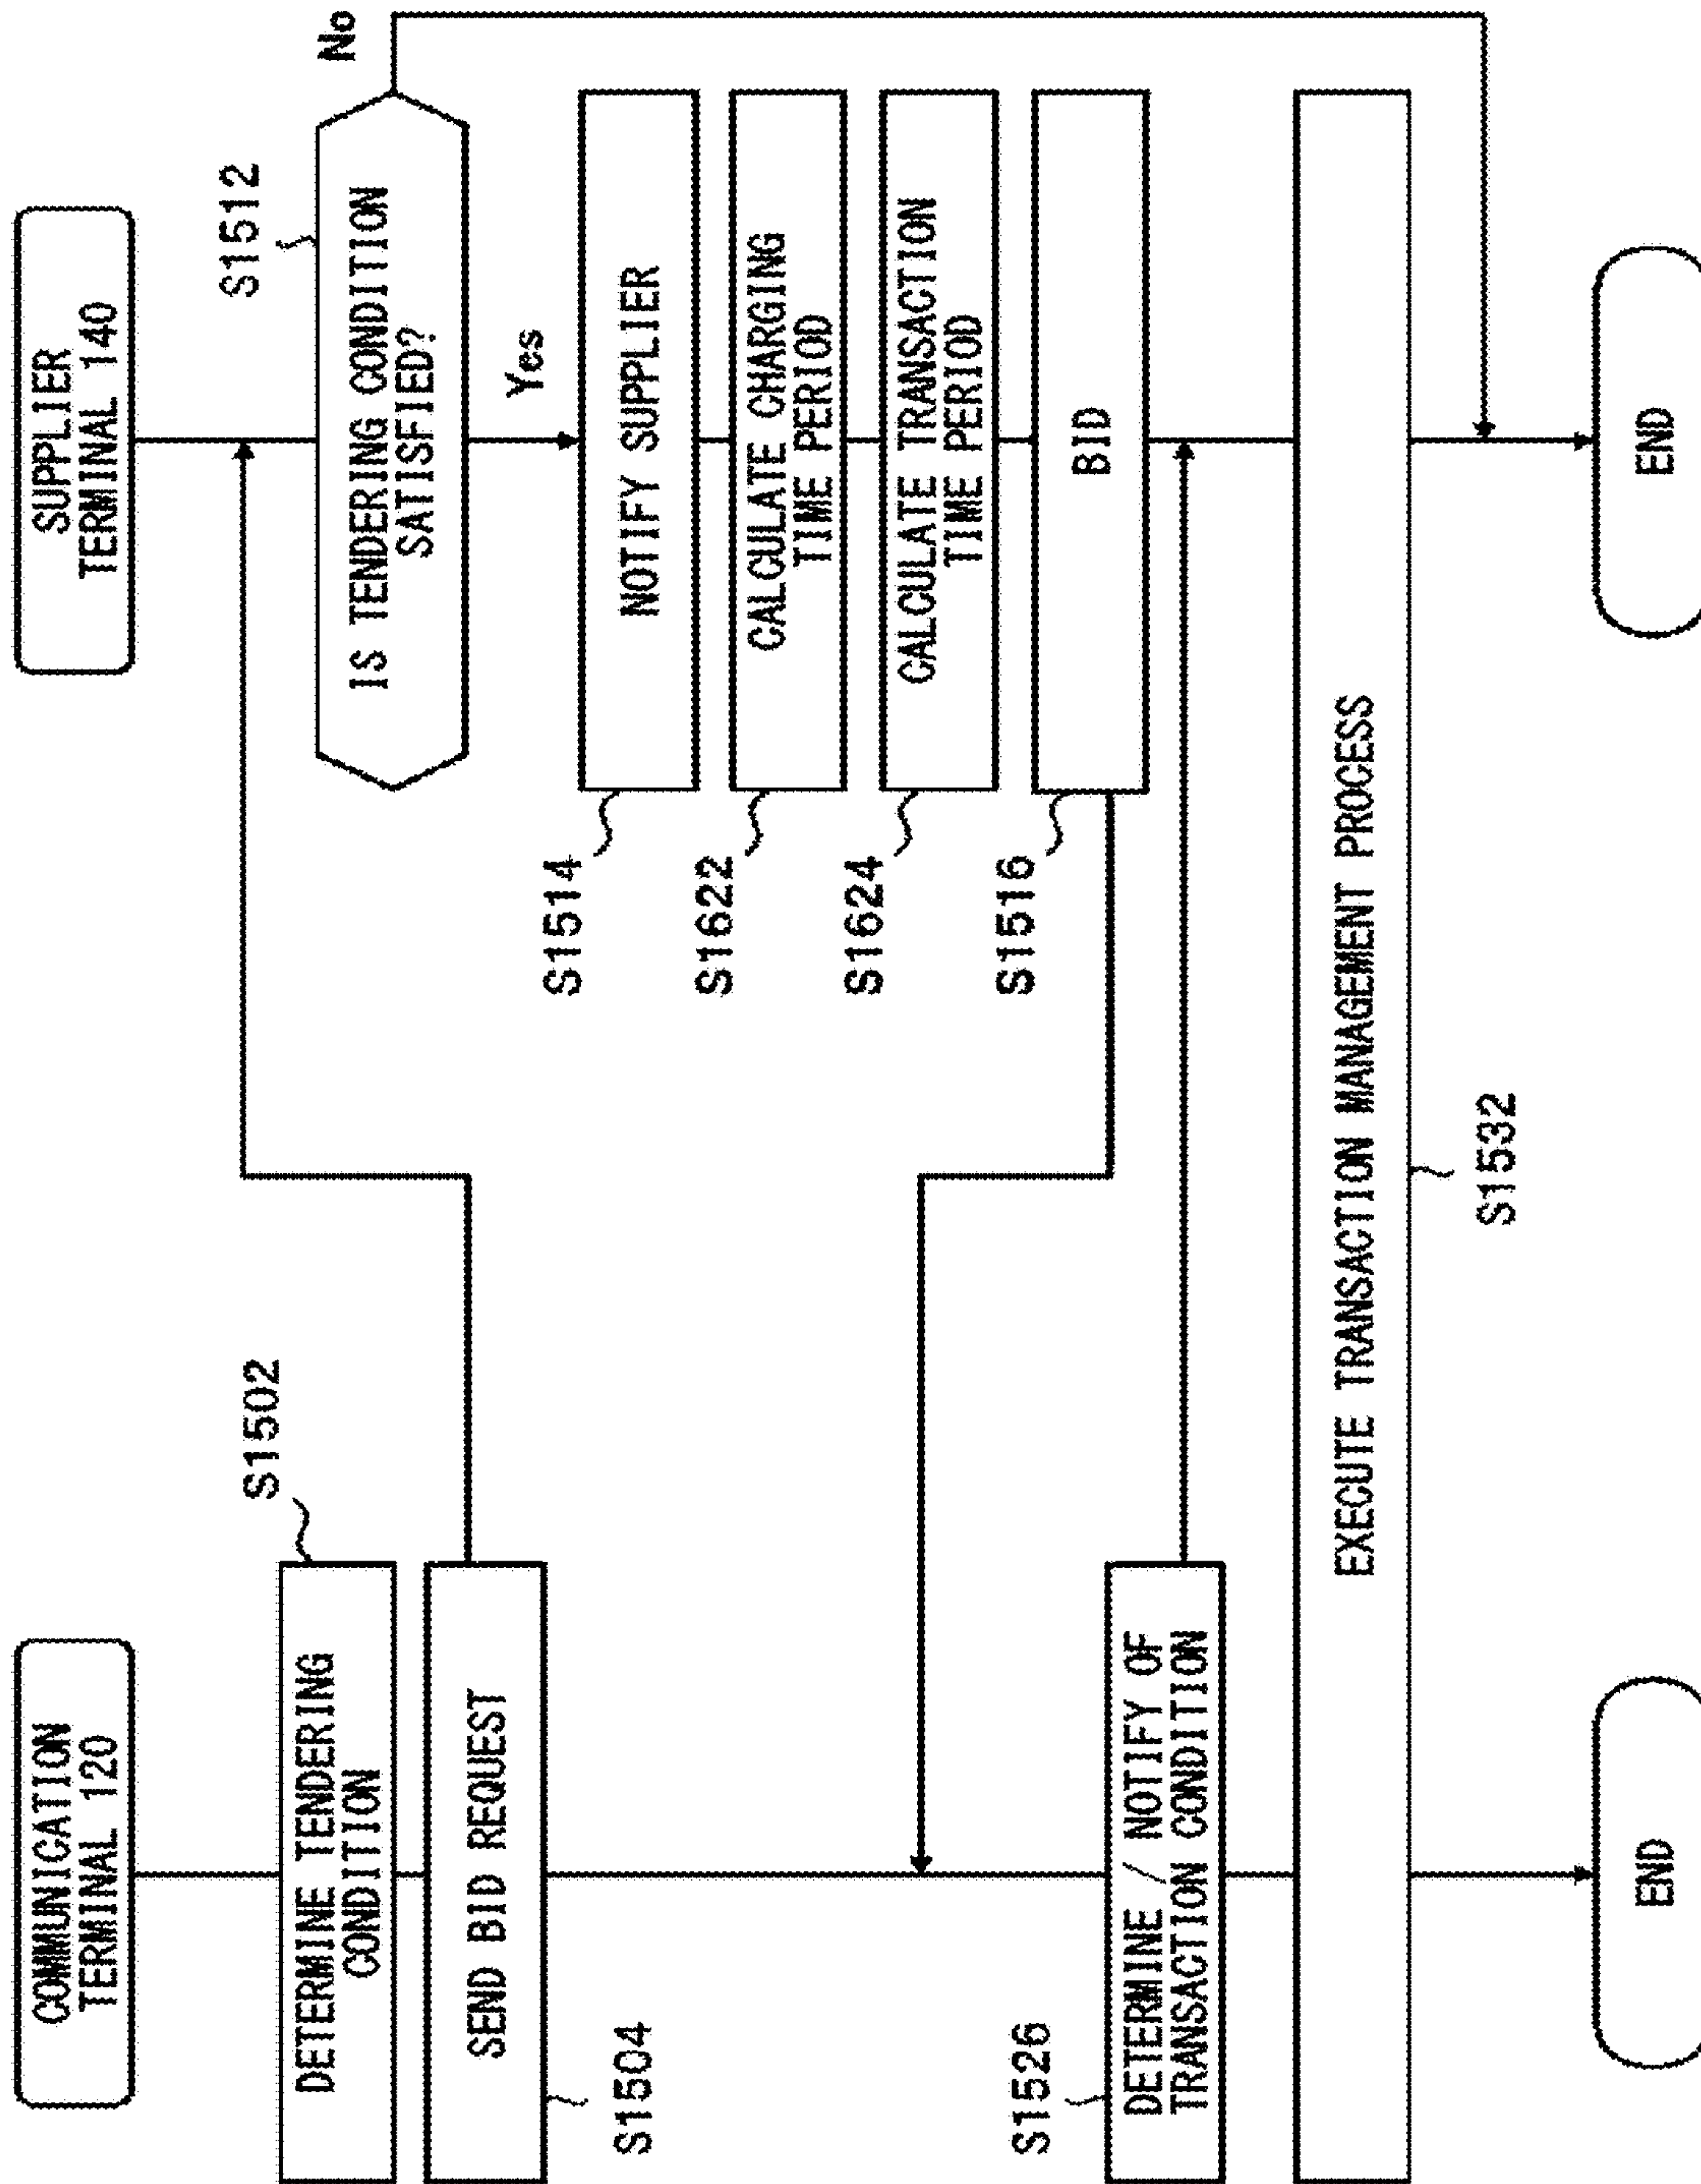 COMMUNICATION
TERMINAL 120
SUPPLIER
TERMINAL 140
S1502
DETERMINE TENDERING
CONDITION
SEND BID REQUEST
S1504
S1512
IS TENDERING CONDITION
SATISFIED?
No
Yes
S1514
NOTIFY SUPPLIER
S1622
CALCULATE CHARGING
TIME PERIOD
S1624
CALCULATE TRANSACTION
TIME PERIOD
S1516
BID
S1526
DETERMINE / NOTIFY OF
TRANSACTION CONDITION
EXECUTE TRANSACTION MANAGEMENT PROCESS
S1532
END
END